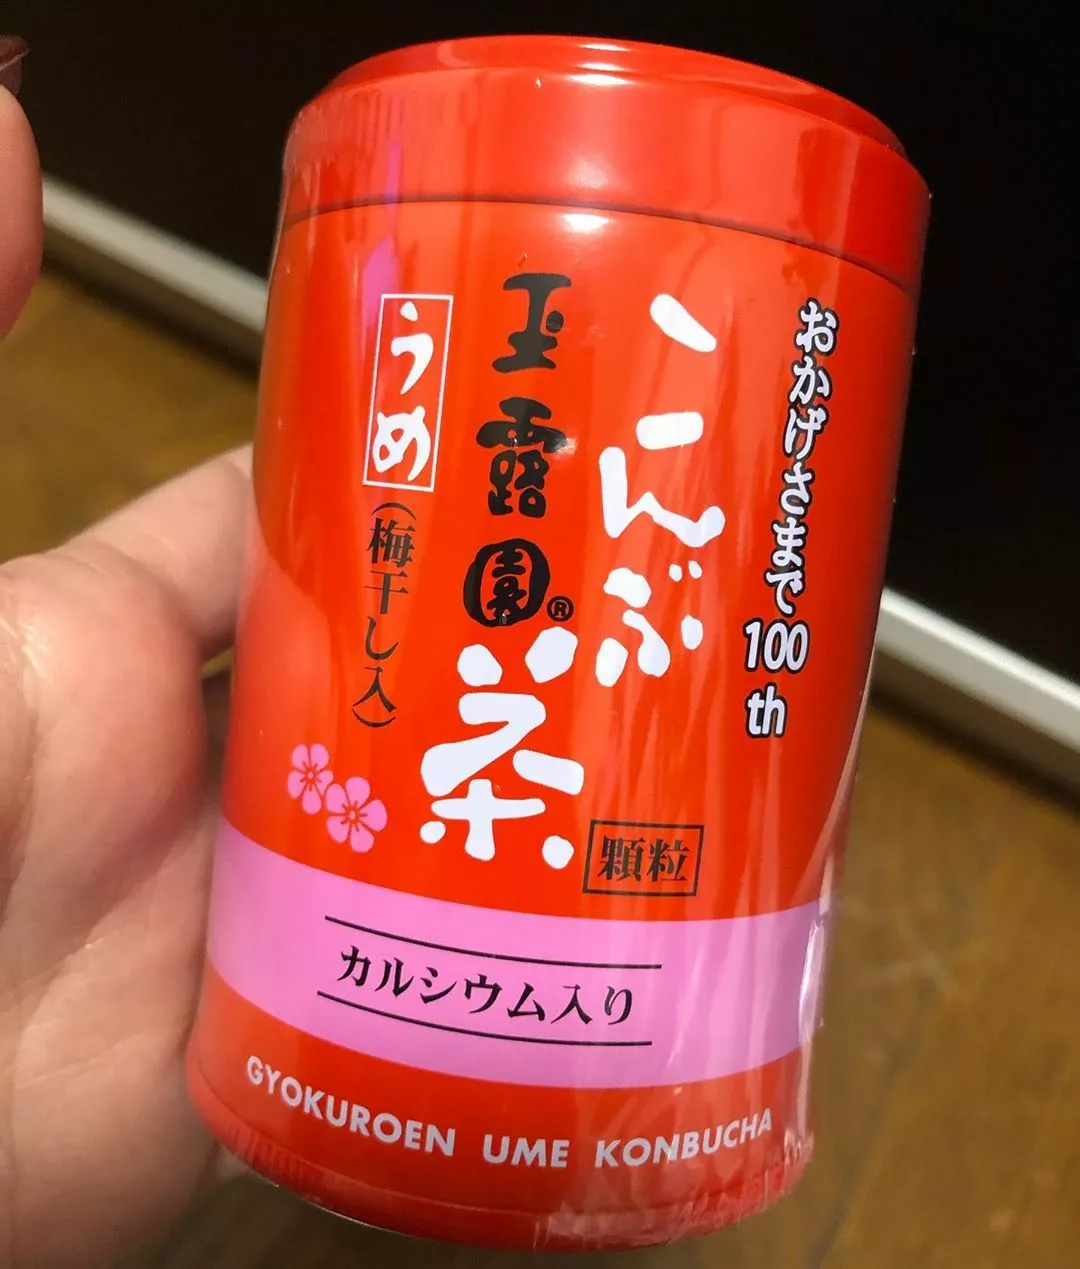 おかげさまで100th
こんぶ茶
顆粒
玉露園®
うめ
(梅干し入)
カルシウム入り
GYOKUROEN UME KONBUCHA